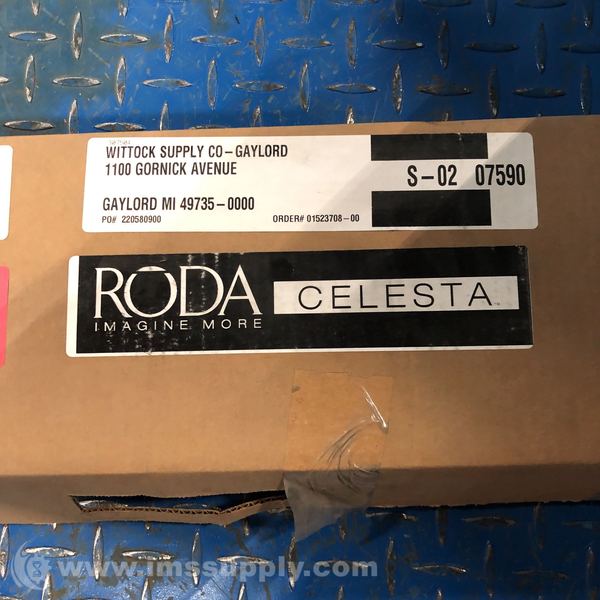 WITTOCK SUPPLY CO-GAYLORD
1100 GORNICK AVENUE
S-02 07590
GAYLORD MI 49735-0000
PO# 220580900 ORDER# 01523708-00
RŌDA
IMAGINE MORE
CELESTA
www.imssupply.com